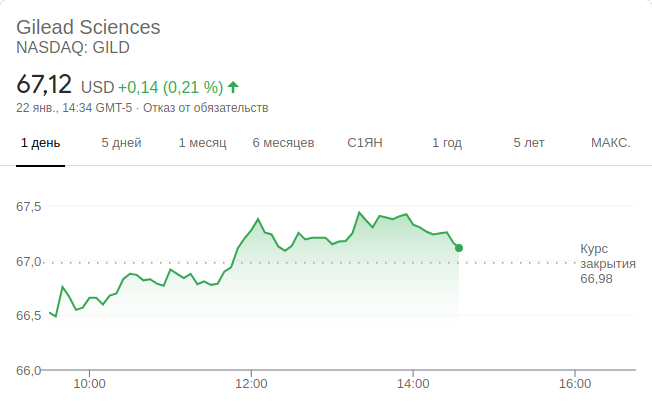 Gilead Sciences
NASDAQ: GILD
67,12 USD +0,14 (0,21 %)
22 янв., 14:34 GMT-5 · Отказ от обязательств
1 день 5 дней 1 месяц 6 месяцев С1ЯН 1 год 5 лет МАКС.
67,5
67,0
66,5
66,0
Курс
закрытия
66,98
10:00 12:00 14:00 16:00